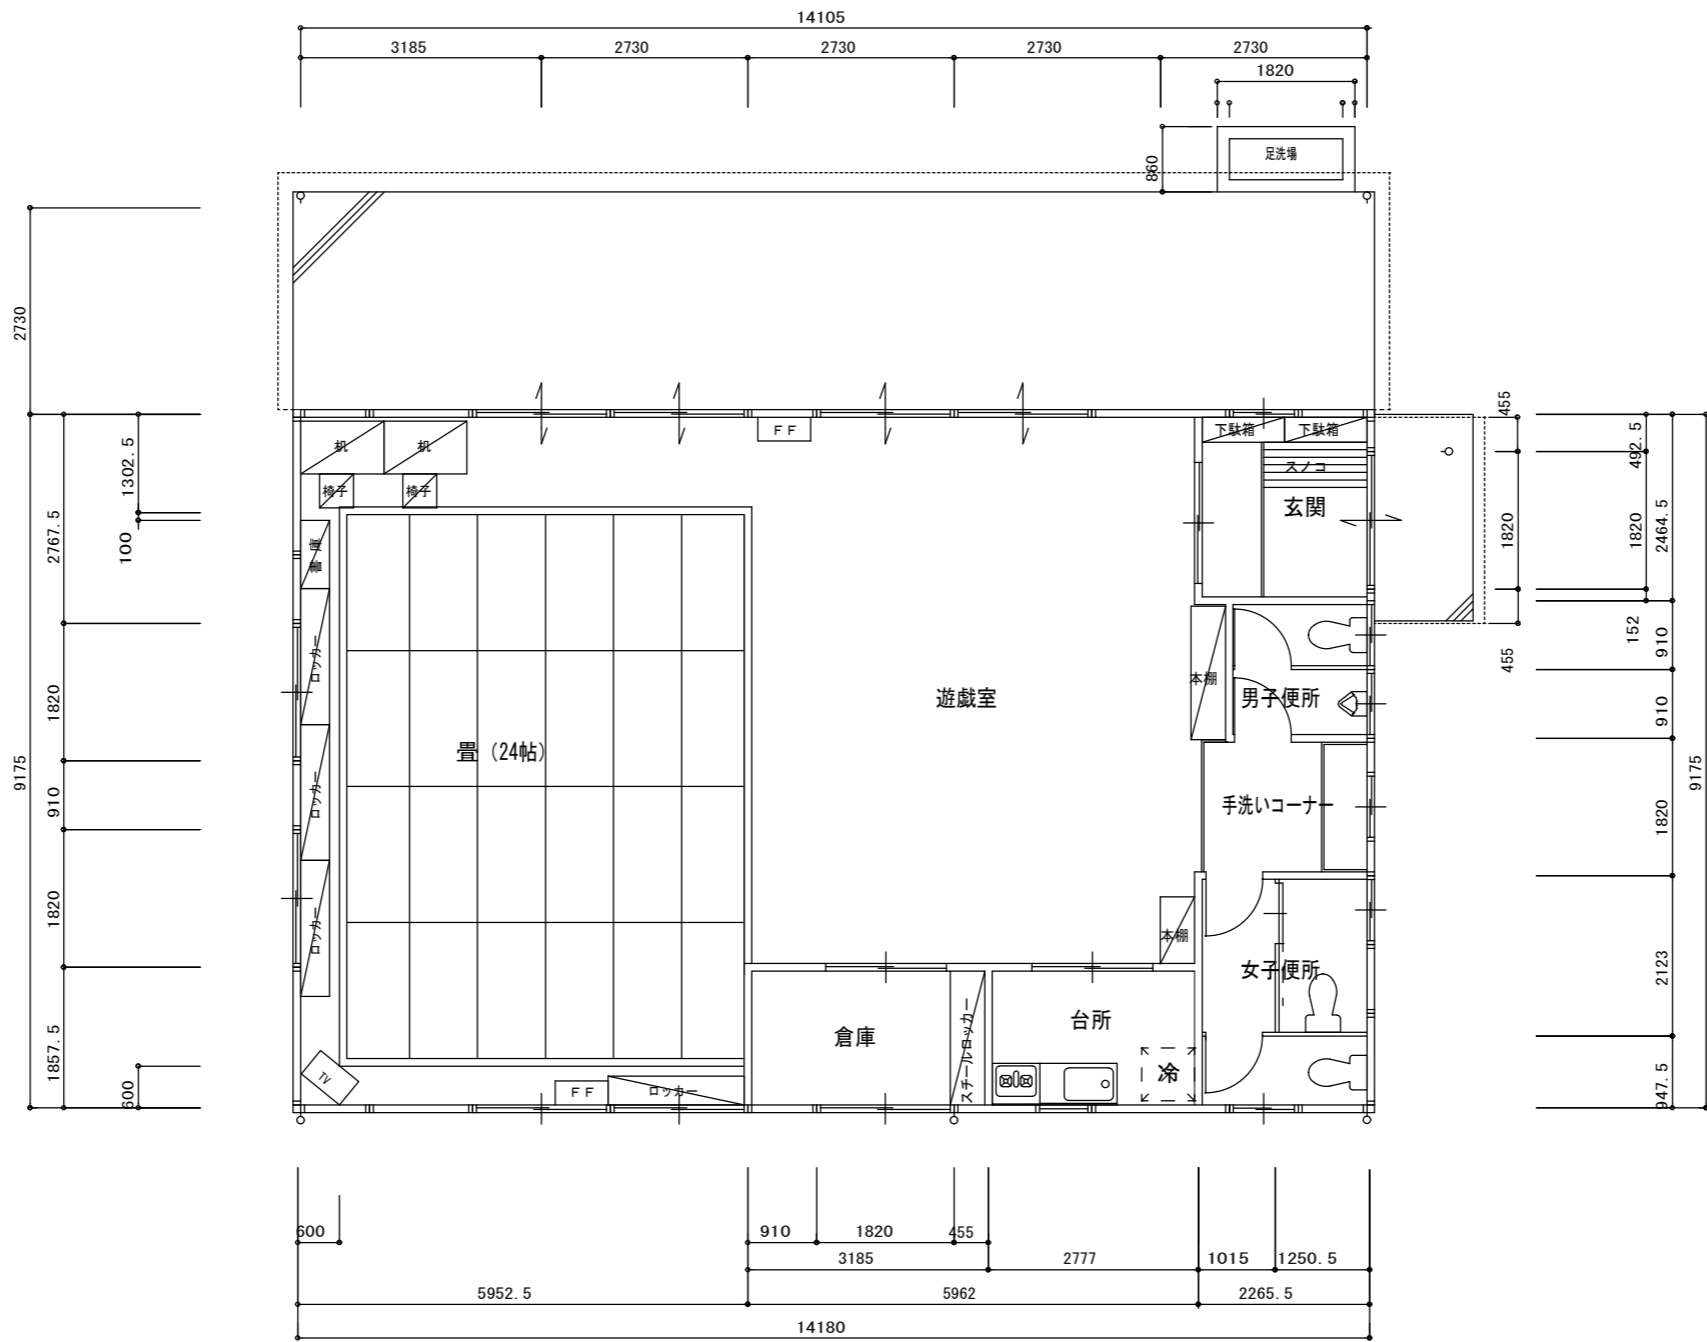 14105
3185
2730
2730
2730
2730
1820
足洗場
860
2730
455
ＦＦ
下駄箱
下駄箱
机
机
492.5
スノコ
1302.5
椅子
椅子
玄関
2767.5
1820
1820
2464.5
100
書庫
152
910
ロッカー
455
本棚
男子便所
遊戯室
1820
910
畳（24帖）
9175
9175
910
ロッカー
手洗いコーナー
1820
1820
ロッカー
本棚
女子便所
2123
台所
スチールロッカー
倉庫
1857.5
冷
TV
ＦＦ
ロッカー
600
947.5
600
910
1820
455
3185
2777
1015
1250.5
5952.5
5962
2265.5
14180